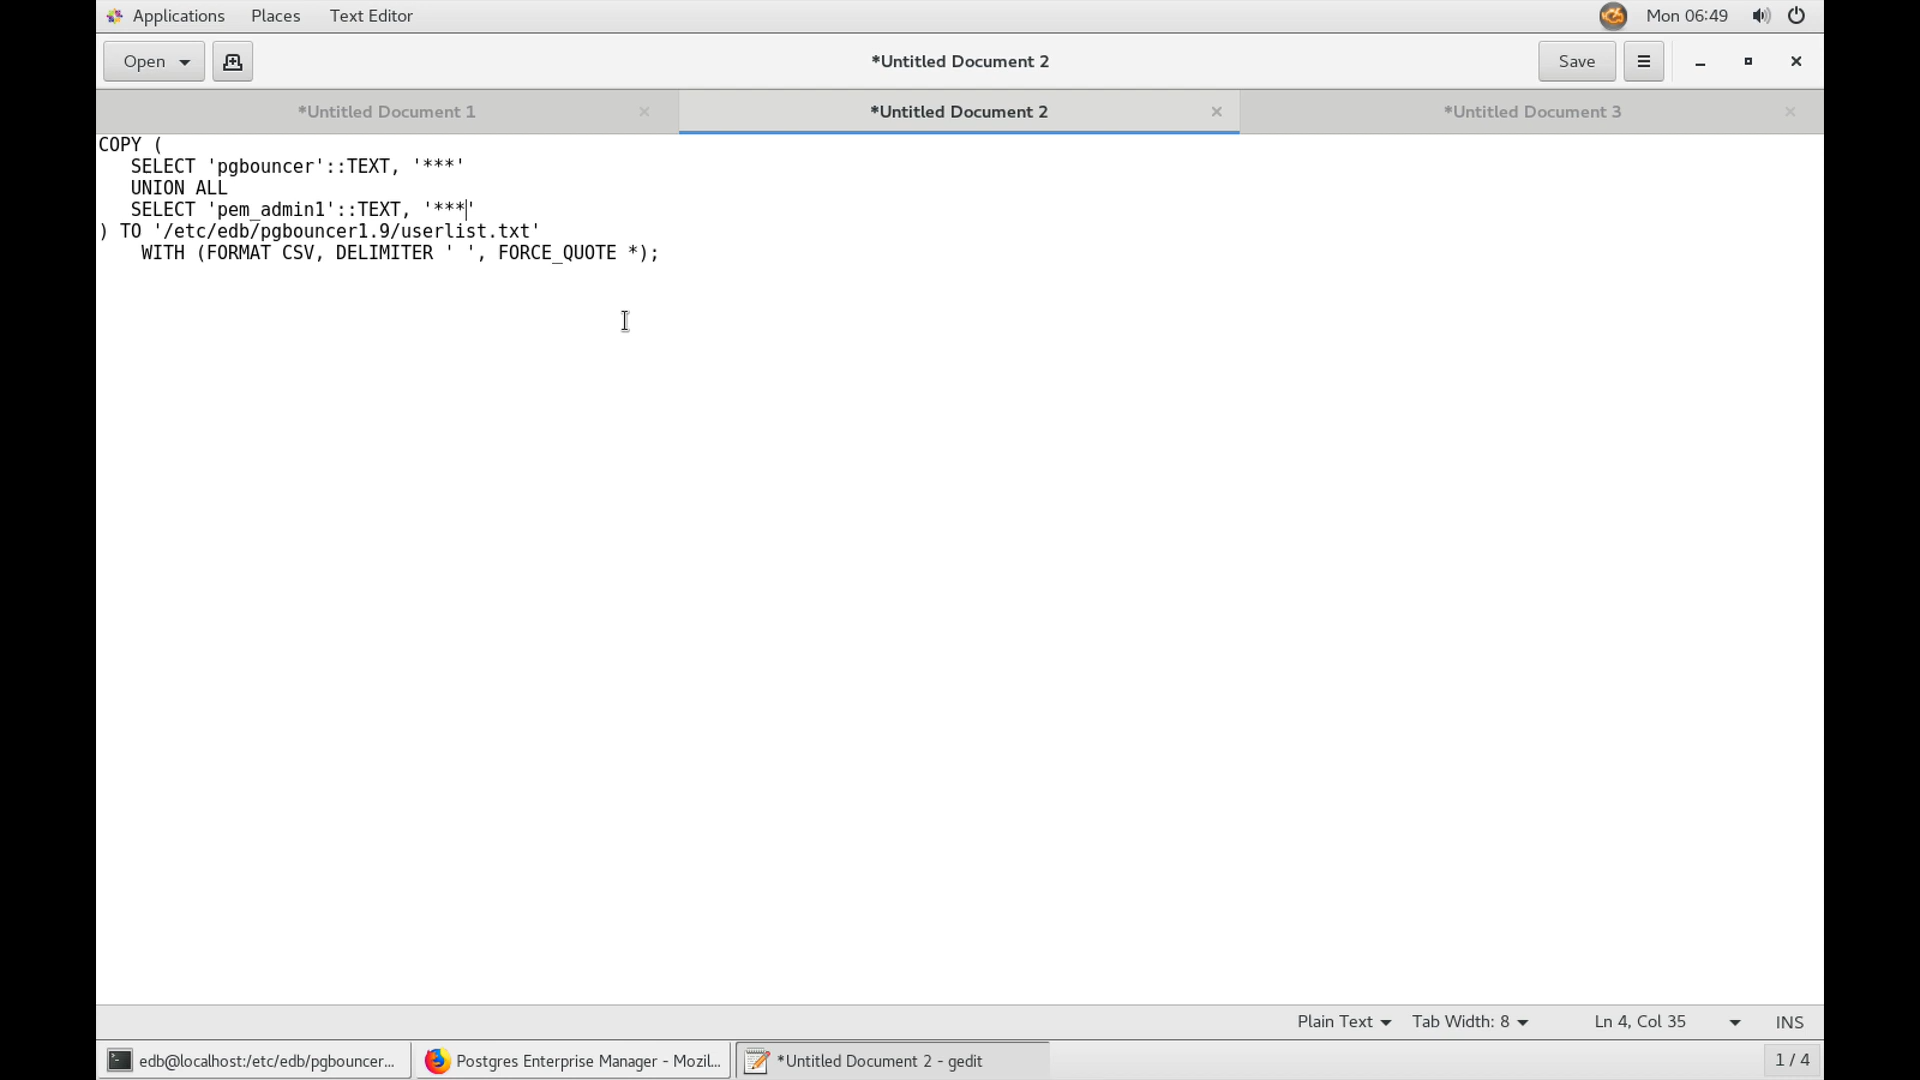 Applications Places Text Editor Mon 06:49
Open *Untitled Document 2 Save
*Untitled Document 1 *Untitled Document 2 *Untitled Document 3
COPY (
   SELECT 'pgbouncer'::TEXT, '***'
   UNION ALL
   SELECT 'pem_admin1'::TEXT, '***'
) TO '/etc/edb/pgbouncer1.9/userlist.txt'
    WITH (FORMAT CSV, DELIMITER ' ', FORCE_QUOTE *);
Plain Text Tab Width: 8 Ln 4, Col 35 INS
edb@localhost:/etc/edb/pgbouncer... Postgres Enterprise Manager - Mozil... *Untitled Document 2 - gedit 1 / 4